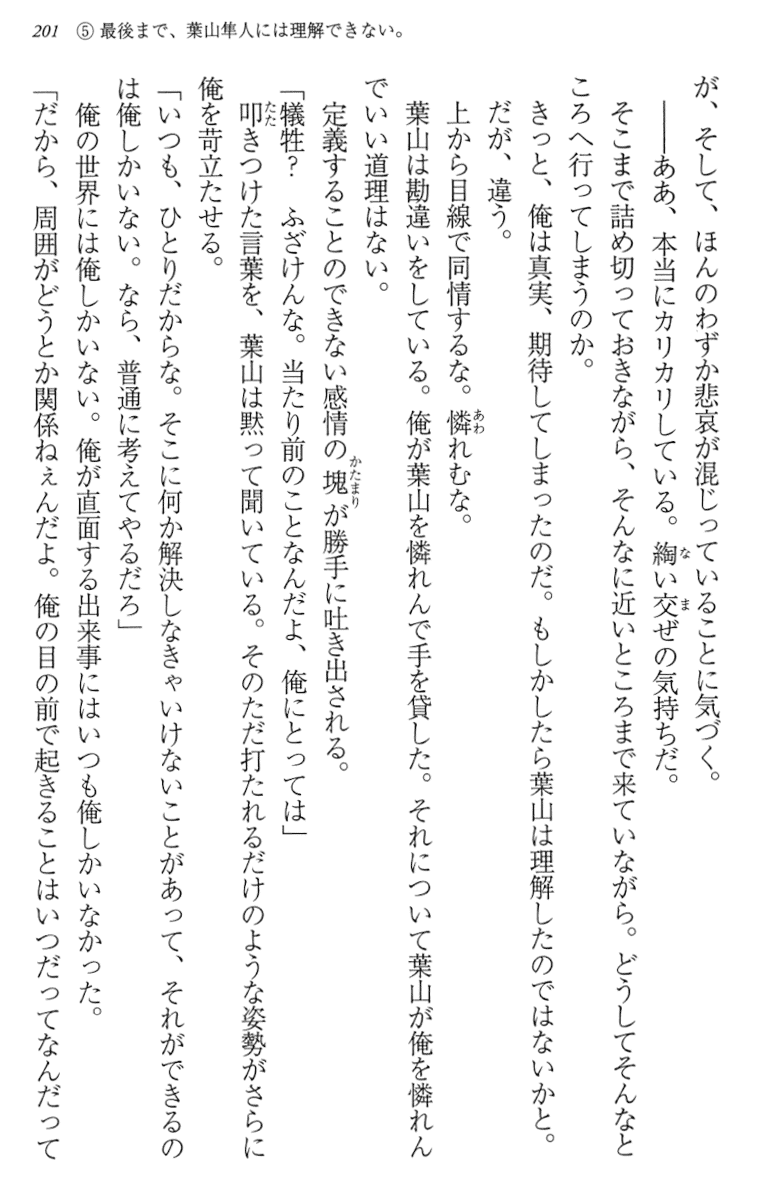 201 ⑤ 最後まで、葉山隼人には理解できない。
が、そして、ほんのわずか悲哀が混じっていることに気づく。
――ああ、本当にカリカリしている。綯い交ぜの気持ちだ。
そこまで詰め切っておきながら、そんなに近いところまで来ていながら。どうしてそんなと
ころへ行ってしまうのか。
きっと、俺は真実、期待してしまったのだ。もしかしたら葉山は理解したのではないかと。
だが、違う。
上から目線で同情するな。憐れむな。
葉山は勘違いをしている。俺が葉山を憐れんで手を貸した。それについて葉山が俺を憐れん
でいい道理はない。
定義することのできない感情の塊が勝手に吐き出される。
「犠牲？　ふざけんな。当たり前のことなんだよ、俺にとっては」
叩きつけた言葉を、葉山は黙って聞いている。そのただ打たれるだけのような姿勢がさらに
俺を苛立たせる。
「いつも、ひとりだからな。そこに何か解決しなきゃいけないことがあって、それができるの
は俺しかいない。なら、普通に考えてやるだろ」
俺の世界には俺しかいない。俺が直面する出来事にはいつも俺しかいなかった。
「だから、周囲がどうとか関係ねぇんだよ。俺の目の前で起きることはいつだってなんだって